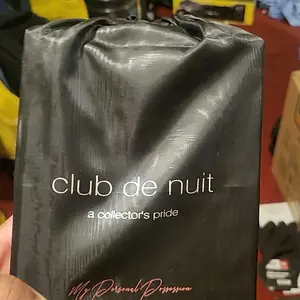 club de nuit
a collector's pride
My Personal Possession